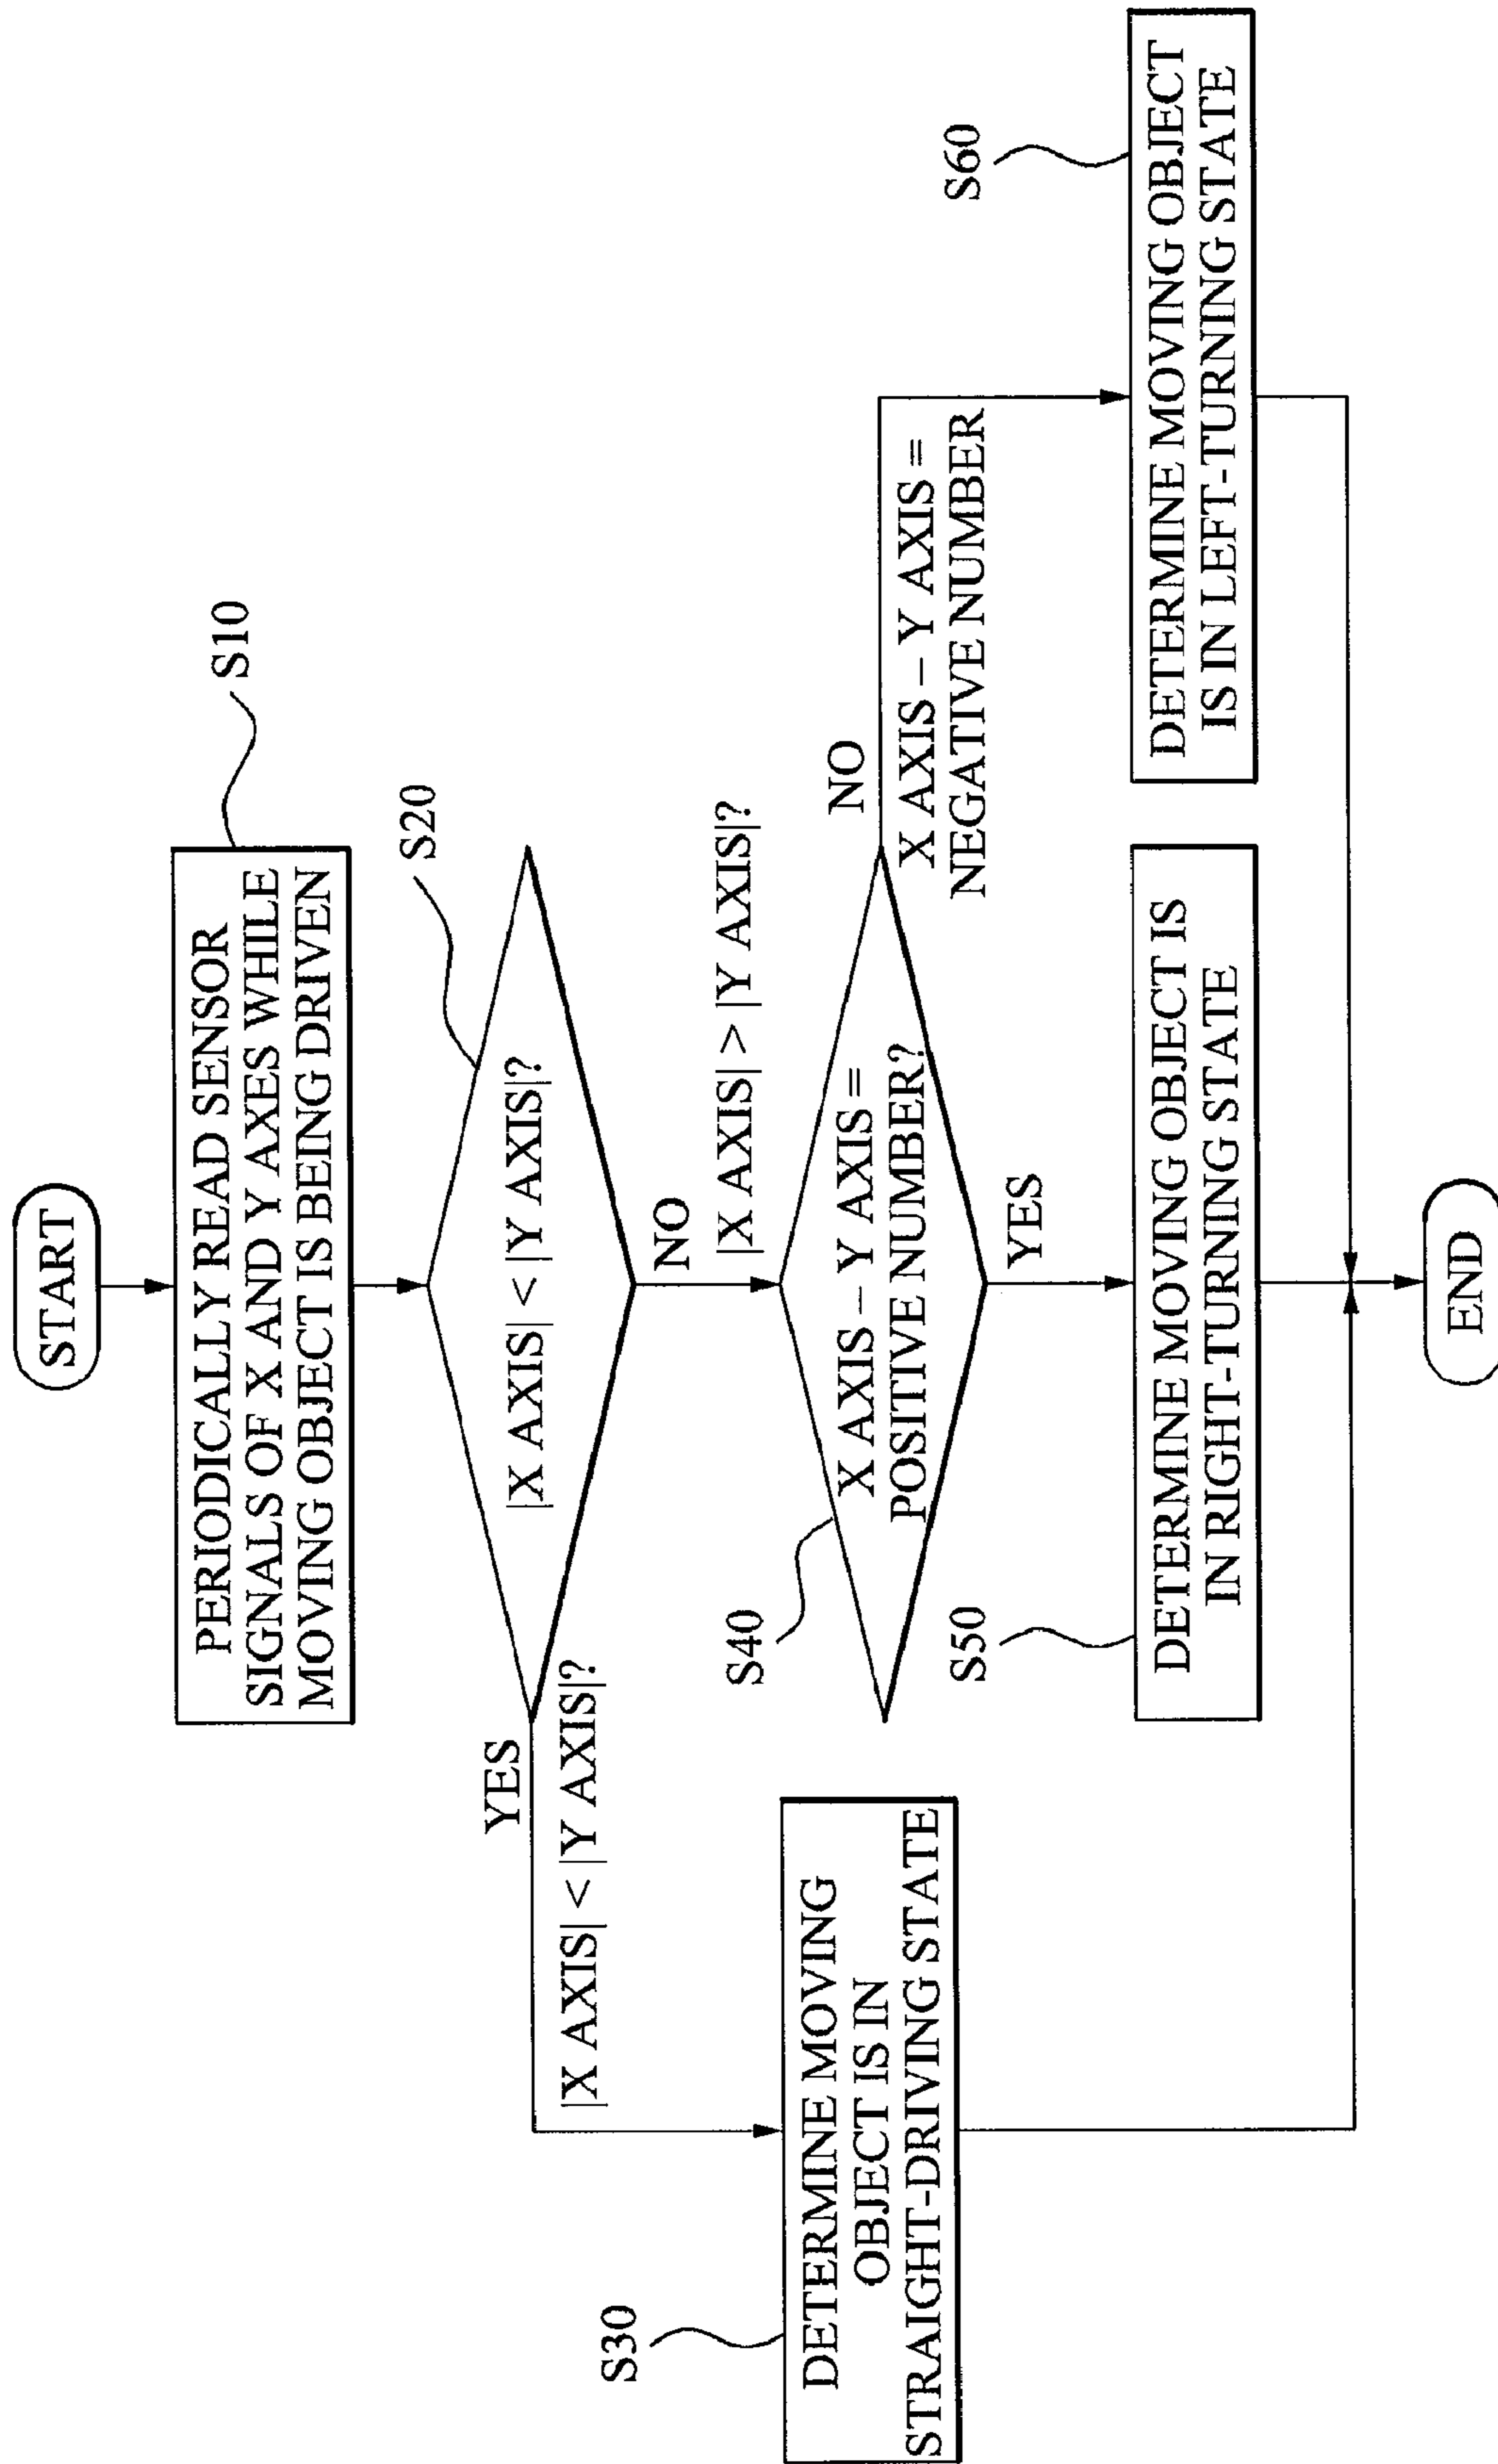 START
PERIODICALLY READ SENSOR
SIGNALS OF X AND Y AXES WHILE
MOVING OBJECT IS BEING DRIVEN
S10
|X AXIS| < |Y AXIS|?
S20
YES
|X AXIS| < |Y AXIS|?
NO
|X AXIS| > |Y AXIS|?
S30
DETERMINE MOVING
OBJECT IS IN
STRAIGHT-DRIVING STATE
S40
X AXIS – Y AXIS =
POSITIVE NUMBER?
NO
X AXIS – Y AXIS =
NEGATIVE NUMBER
YES
S50
DETERMINE MOVING OBJECT IS
IN RIGHT-TURNING STATE
S60
DETERMINE MOVING OBJECT
IS IN LEFT-TURNING STATE
END